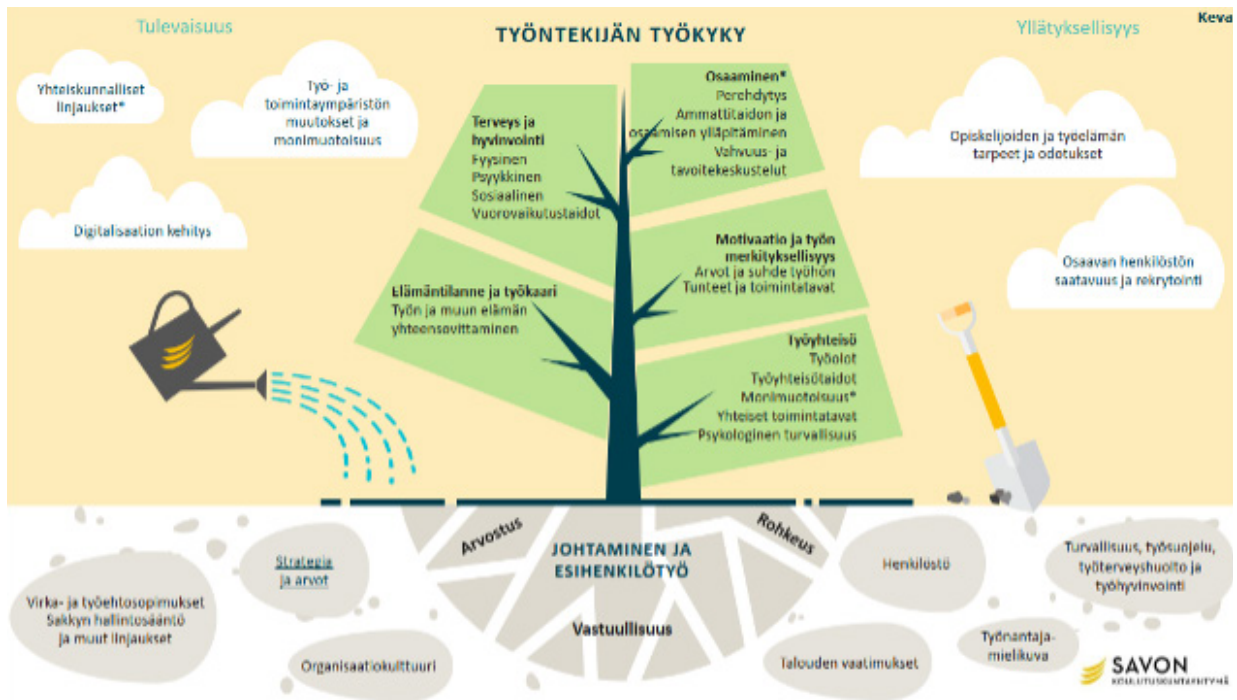 Tulevaisuus
TYÖNTEKIJÄN TYÖKYKY
Yllätyksellisyys
Keva
Yhteiskunnalliset
linjaukset*
Työ- ja
toimintaympäristön
muutokset ja
monimuotoisuus
Digitalisaation kehitys
Terveys ja
hyvinvointi
Fyysinen
Psyykkinen
Sosiaalinen
Vuorovaikutustaidot
Elämäntilanne ja työkaari
Työn ja muun elämän
yhteensovittaminen
Osaaminen*
Perehdytys
Ammattitaidon ja
osaamisen ylläpitäminen
Vahvuus- ja
tavoitekeskustelut
Motivaatio ja työn
merkityksellisyys
Arvot ja suhde työhön
Tunteet ja toimintatavat
Työyhteisö
Työolot
Työyhteisötaidot
Monimuotoisuus*
Yhteiset toimintatavat
Psykologinen turvallisuus
Opiskelijoiden ja työelämän
tarpeet ja odotukset
Osaavan henkilöstön
saatavuus ja rekrytointi
Virka- ja työehtosopimukset
Sakkyn hallintosääntö
ja muut linjaukset
Strategia
ja arvot
Organisaatiokulttuuri
Arvostus
JOHTAMINEN JA
ESIHENKILÖTYÖ
Rohkeus
Vastuullisuus
Henkilöstö
Talouden vaatimukset
Turvallisuus, työsuojelu,
työterveyshuolto ja
työhyvinvointi
Työnantaja-
mielikuva
SAVON
KOULUTUSKUNTAYHTYMÄ